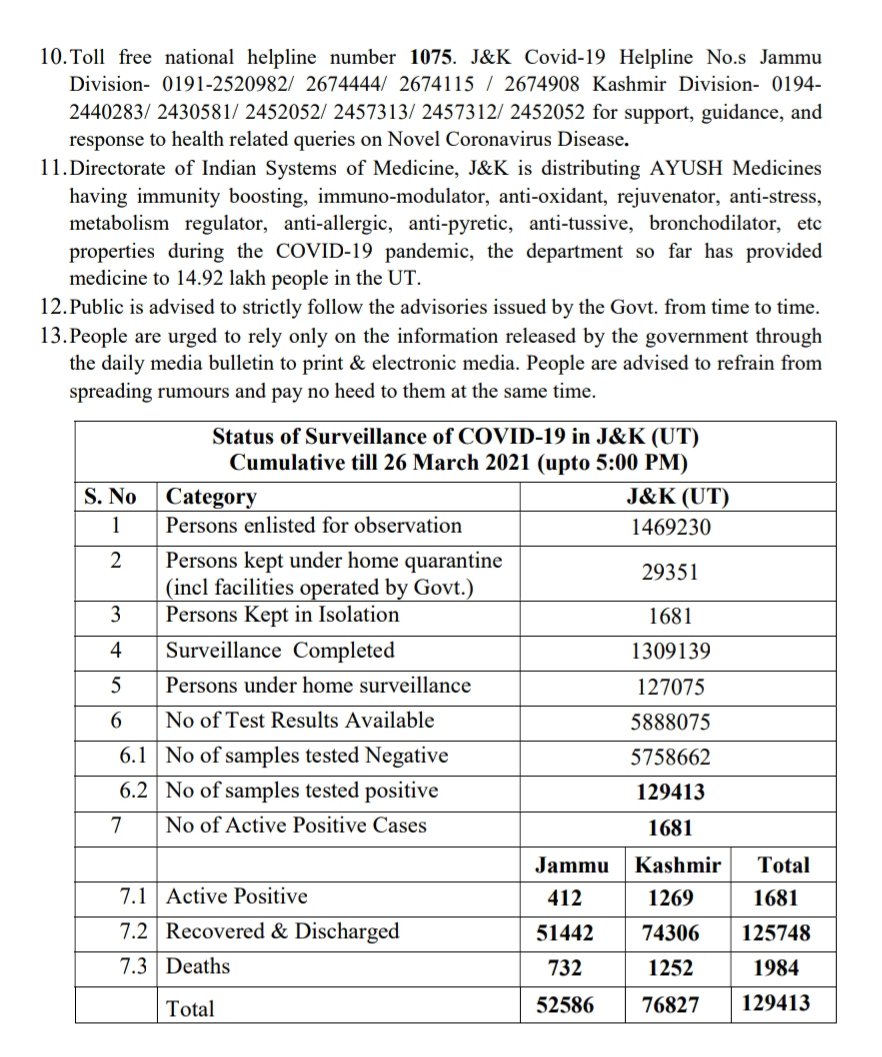 10. Toll free national helpline number 1075. J&K Covid-19 Helpline No.s Jammu
Division- 0191-2520982/ 2674444/ 2674115 / 2674908 Kashmir Division- 0194-
2440283/ 2430581/ 2452052/ 2457313/ 2457312/ 2452052 for support, guidance, and
response to health related queries on Novel Coronavirus Disease.
11. Directorate of Indian Systems of Medicine, J&K is distributing AYUSH Medicines
having immunity boosting, immuno-modulator, anti-oxidant, rejuvenator, anti-stress,
metabolism regulator, anti-allergic, anti-pyretic, anti-tussive, bronchodilator, etc
properties during the COVID-19 pandemic, the department so far has provided
medicine to 14.92 lakh people in the UT.
12. Public is advised to strictly follow the advisories issued by the Govt. from time to time.
13. People are urged to rely only on the information released by the government through
the daily media bulletin to print & electronic media. People are advised to refrain from
spreading rumours and pay no heed to them at the same time.
Status of Surveillance of COVID-19 in J&K (UT)
Cumulative till 26 March 2021 (upto 5:00 PM)
S. No Category J&K (UT)
1 Persons enlisted for observation 1469230
2 Persons kept under home quarantine
(incl facilities operated by Govt.) 29351
3 Persons Kept in Isolation 1681
4 Surveillance Completed 1309139
5 Persons under home surveillance 127075
6 No of Test Results Available 5888075
6.1 No of samples tested Negative 5758662
6.2 No of samples tested positive 129413
7 No of Active Positive Cases 1681
Jammu Kashmir Total
7.1 Active Positive 412 1269 1681
7.2 Recovered & Discharged 51442 74306 125748
7.3 Deaths 732 1252 1984
Total 52586 76827 129413